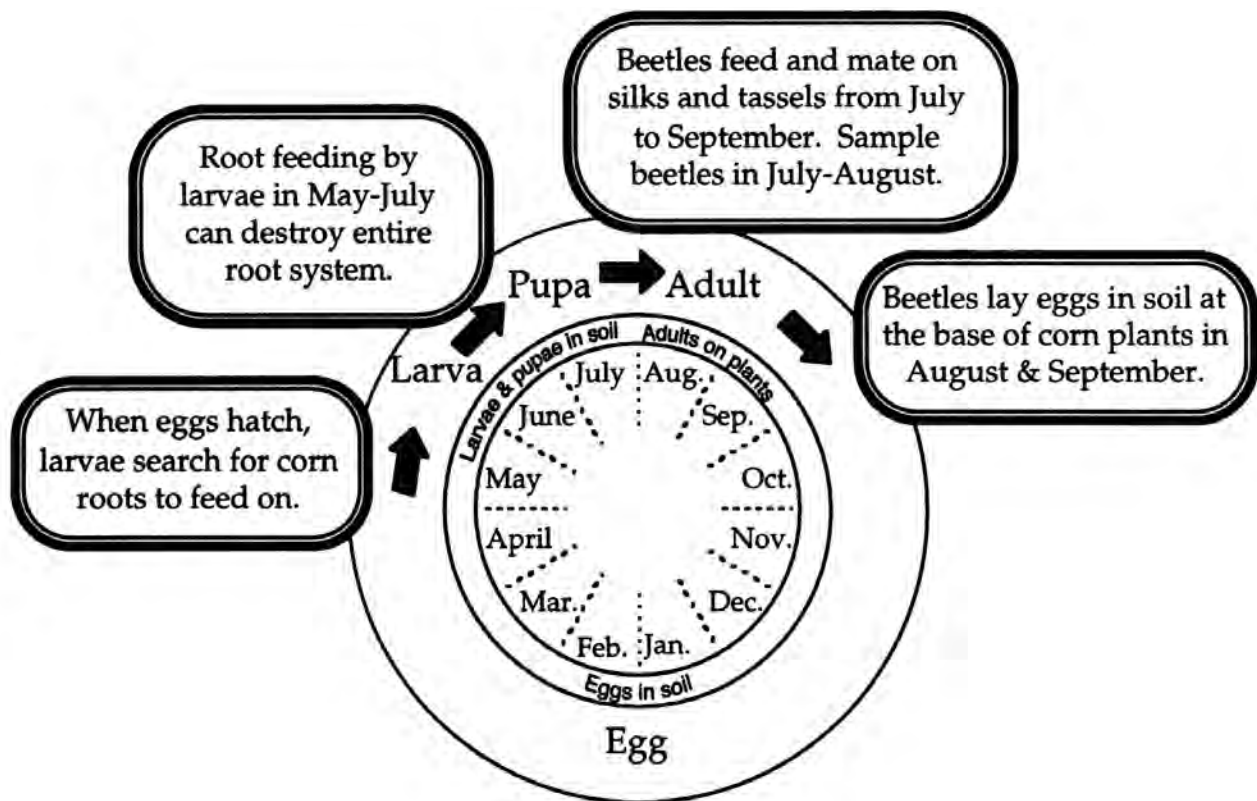 Beetles feed and mate on
silks and tassels from July
to September. Sample
beetles in July-August.
Root feeding by
larvae in May-July
can destroy entire
root system.
Pupa
Adult
Beetles lay eggs in soil at
the base of corn plants in
August & September.
Larva
When eggs hatch,
larvae search for corn
roots to feed on.
Larvae & pupae in soil
Adults on plants
July
Aug.
June
Sep.
May
Oct.
April
Nov.
Mar.
Dec.
Feb.
Jan.
Eggs in soil
Egg